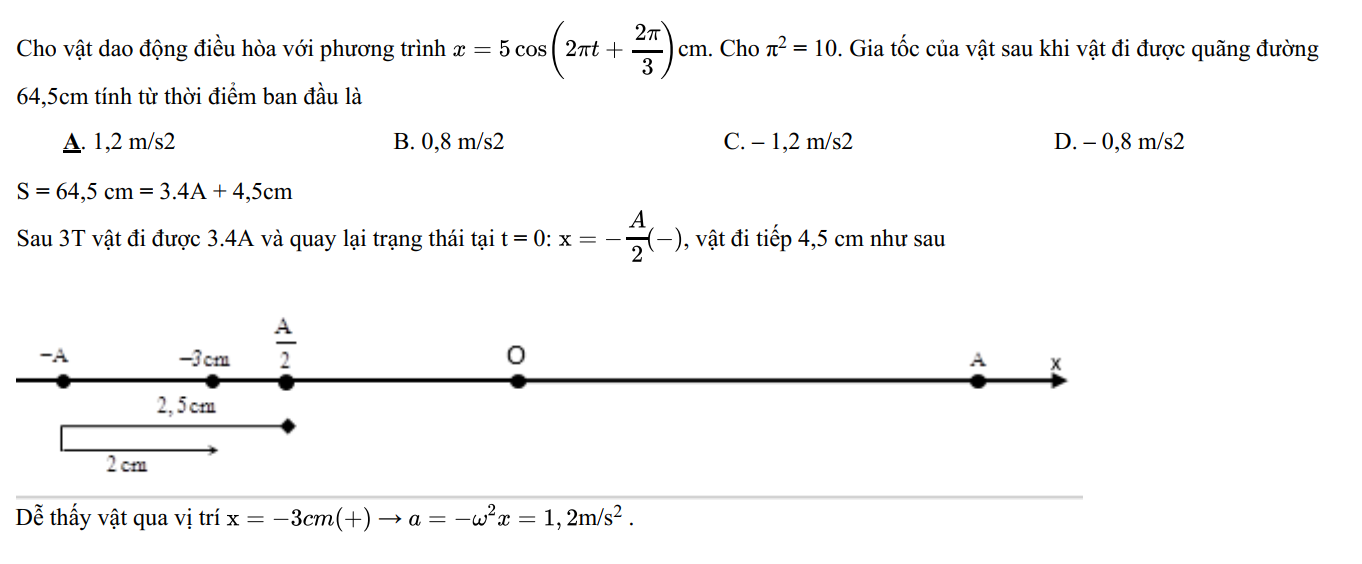 Cho vật dao động điều hòa với phương trình x = 5 cos(2πt + 2π/3) cm. Cho π² = 10. Gia tốc của vật sau khi vật đi được quãng đường
64,5cm tính từ thời điểm ban đầu là
A. 1,2 m/s2 B. 0,8 m/s2 C. – 1,2 m/s2 D. – 0,8 m/s2
S = 64,5 cm = 3.4A + 4,5cm
Sau 3T vật đi được 3.4A và quay lại trạng thái tại t = 0: x = −A/2(−), vật đi tiếp 4,5 cm như sau
−A −3cm A/2 O A x
2,5cm
2cm
Dễ thấy vật qua vị trí x = −3cm(+) → a = −ω²x = 1,2m/s² .